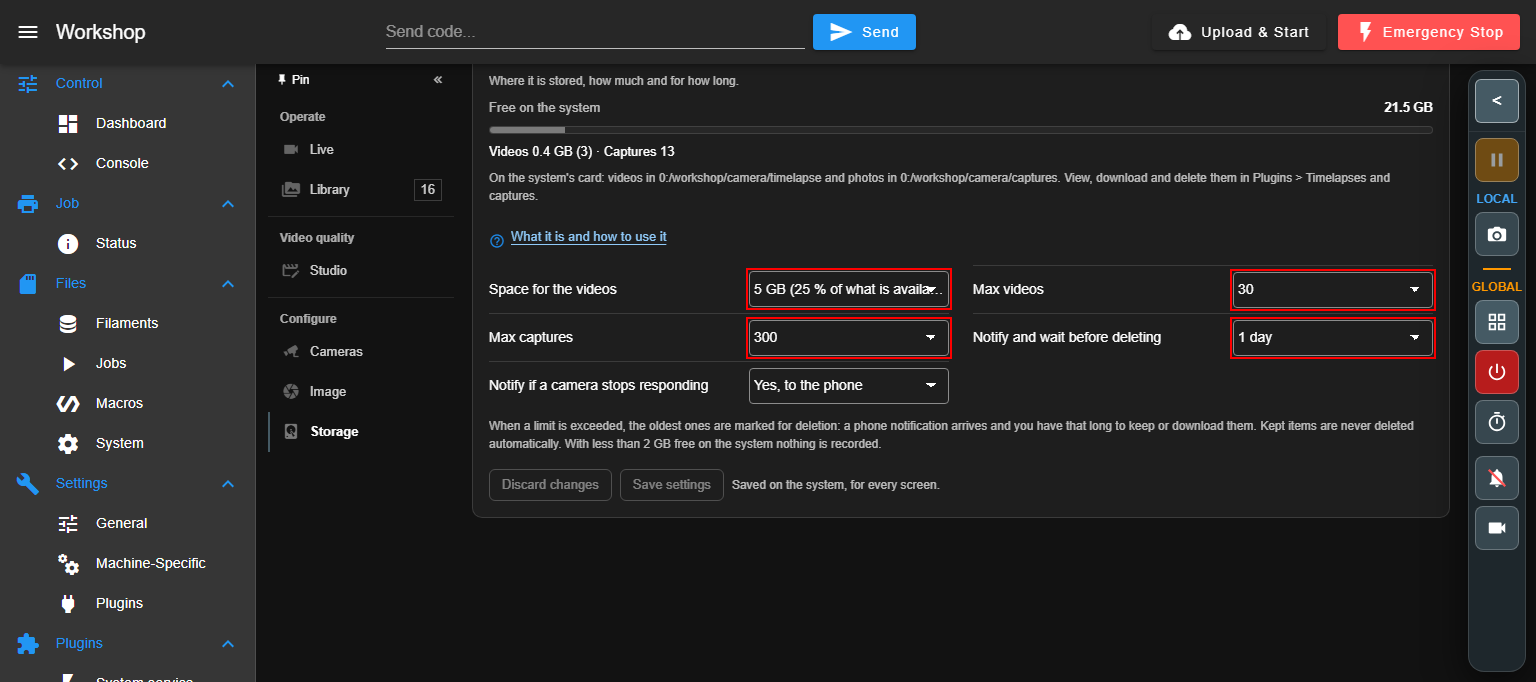 Workshop
Send code...
Send
Upload & Start
Emergency Stop
Control
Dashboard
Console
Job
Status
Files
Filaments
Jobs
Macros
System
Settings
General
Machine-Specific
Plugins
Plugins
System service
Pin
«
Operate
Live
Library
16
Video quality
Studio
Configure
Cameras
Image
Storage
Where it is stored, how much and for how long.
Free on the system
21.5 GB
Videos 0.4 GB (3) · Captures 13
On the system's card: videos in 0:/workshop/camera/timelapse and photos in 0:/workshop/camera/captures. View, download and delete them in Plugins > Timelapses and
captures.
What it is and how to use it
Space for the videos
5 GB (25 % of what is availa...
Max videos
30
Max captures
300
Notify and wait before deleting
1 day
Notify if a camera stops responding
Yes, to the phone
When a limit is exceeded, the oldest ones are marked for deletion: a phone notification arrives and you have that long to keep or download them. Kept items are never deleted
automatically. With less than 2 GB free on the system nothing is recorded.
Discard changes
Save settings
Saved on the system, for every screen.
<
LOCAL
GLOBAL